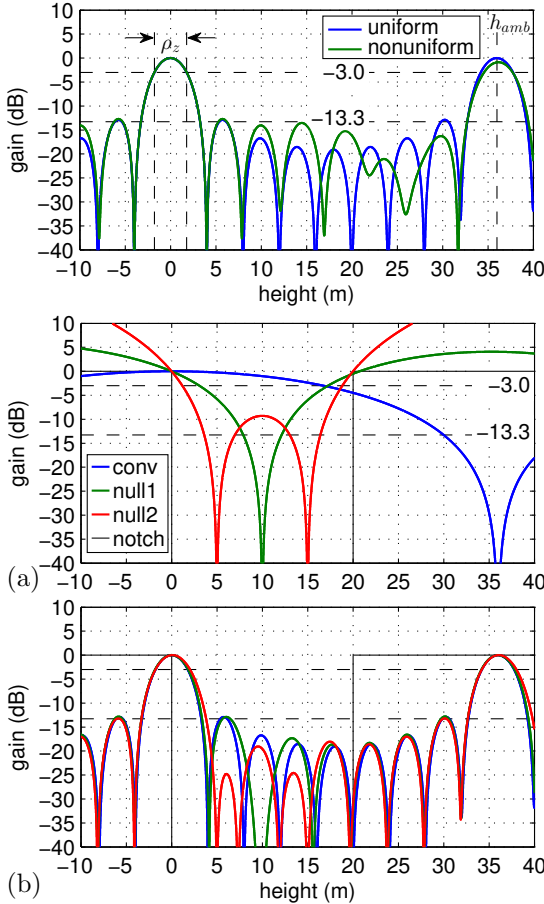 10
5
0
−5
−10
−15
−20
−25
−30
−35
−40
gain (dB)
ρz
uniform
nonuniform
hamb
−3.0
−13.3
−10 −5 0 5 10 15 20 25 30 35 40
height (m)
10
5
0
−5
−10
−15
−20
−25
−30
−35
−40
gain (dB)
−3.0
−13.3
conv
null1
null2
notch
−10 −5 0 5 10 15 20 25 30 35 40
(a)
10
5
0
−5
−10
−15
−20
−25
−30
−35
−40
gain (dB)
−10 −5 0 5 10 15 20 25 30 35 40
height (m)
(b)